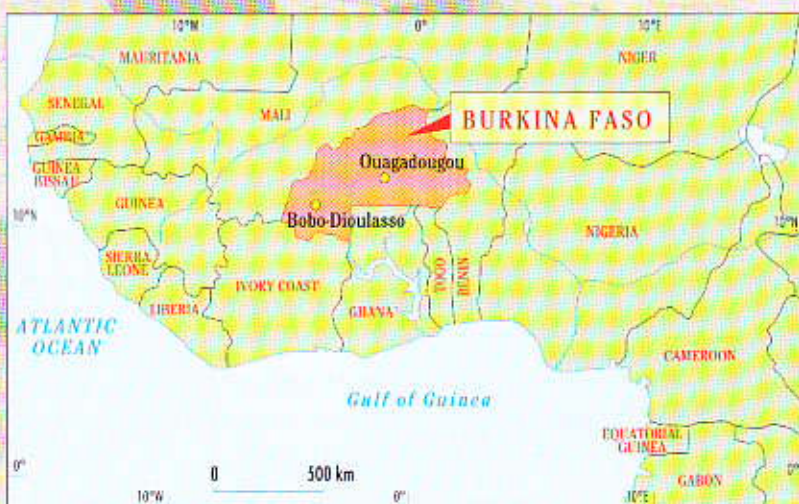 10°W 0° 10°E
MAURITANIA
NIGER
SENEGAL
MALI
BURKINA FASO
GAMBIA
Ouagadougou
GUINEA
BISSAU
GUINEA
10°N
Bobo-Dioulasso
10°N
NIGERIA
SIERRA
LEONE
IVORY COAST
TOGO
BENIN
LIBERIA
GHANA
ATLANTIC
OCEAN
CAMEROON
Gulf of Guinea
EQUATORIAL
GUINEA
0° 0 500 km 0°
GABON
10°W 0° 10°E